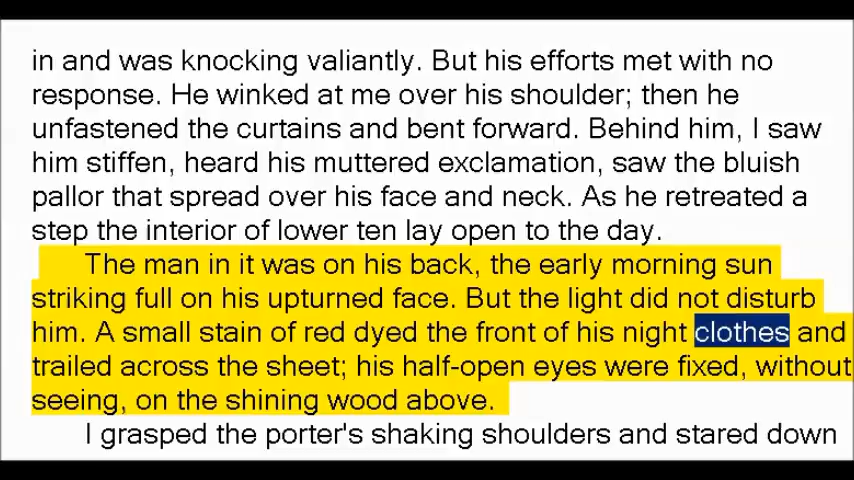 in and was knocking valiantly. But his efforts met with no
response. He winked at me over his shoulder; then he
unfastened the curtains and bent forward. Behind him, I saw
him stiffen, heard his muttered exclamation, saw the bluish
pallor that spread over his face and neck. As he retreated a
step the interior of lower ten lay open to the day.
The man in it was on his back, the early morning sun
striking full on his upturned face. But the light did not disturb
him. A small stain of red dyed the front of his night clothes and
trailed across the sheet; his half-open eyes were fixed, without
seeing, on the shining wood above.
I grasped the porter's shaking shoulders and stared down